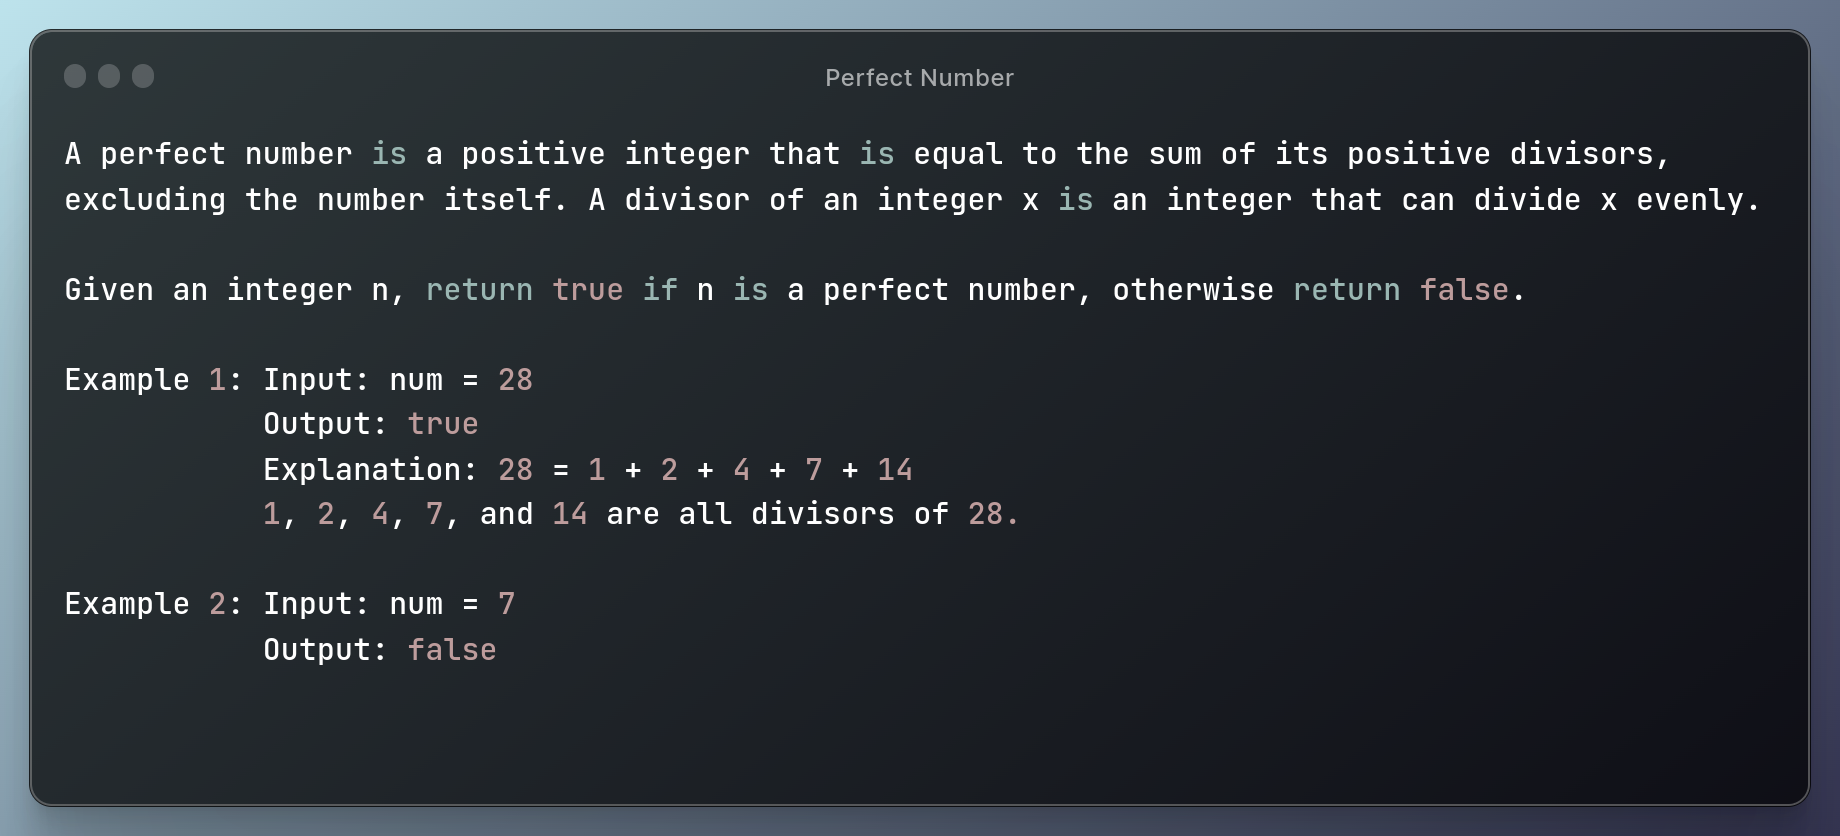 Perfect Number
A perfect number is a positive integer that is equal to the sum of its positive divisors,
excluding the number itself. A divisor of an integer x is an integer that can divide x evenly.
Given an integer n, return true if n is a perfect number, otherwise return false.
Example 1: Input: num = 28
Output: true
Explanation: 28 = 1 + 2 + 4 + 7 + 14
1, 2, 4, 7, and 14 are all divisors of 28.
Example 2: Input: num = 7
Output: false